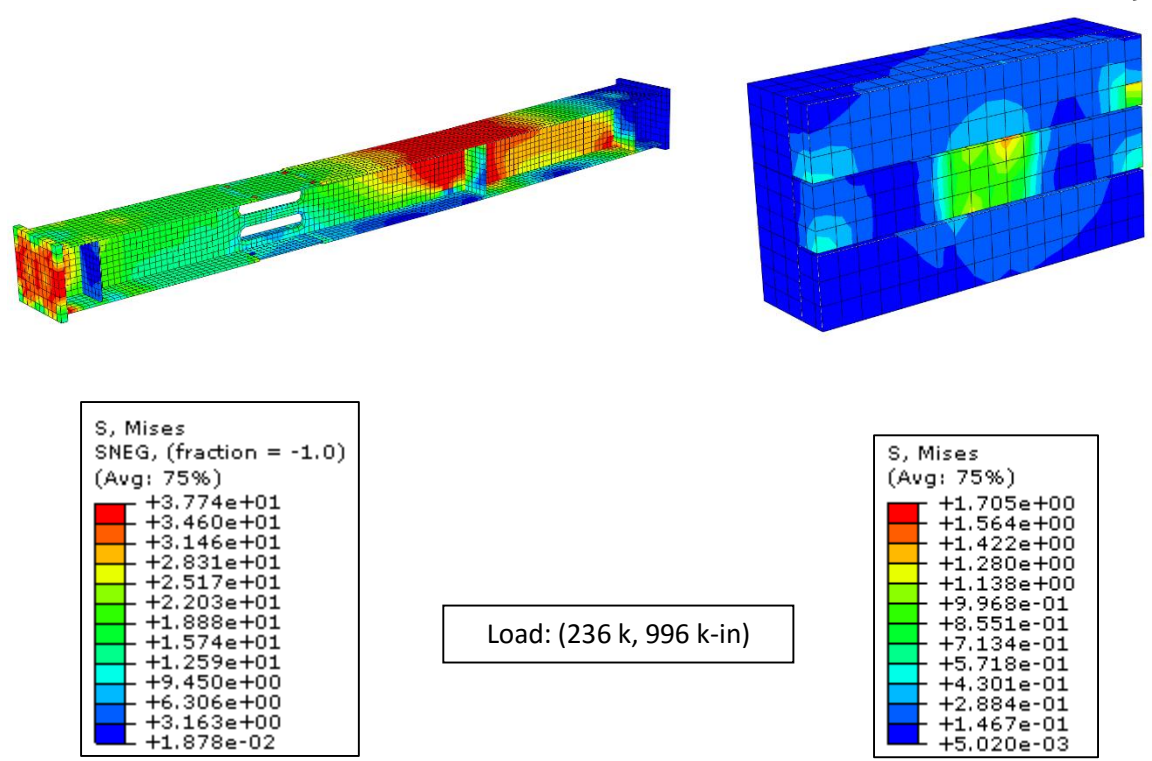 S, Mises
SNEG, (fraction = -1.0)
(Avg: 75%)
+3.774e+01
+3.460e+01
+3.146e+01
+2.831e+01
+2.517e+01
+2.203e+01
+1.888e+01
+1.574e+01
+1.259e+01
+9.450e+00
+6.306e+00
+3.163e+00
+1.878e-02
Load: (236 k, 996 k-in)
S, Mises
(Avg: 75%)
+1.705e+00
+1.564e+00
+1.422e+00
+1.280e+00
+1.138e+00
+9.968e-01
+8.551e-01
+7.134e-01
+5.718e-01
+4.301e-01
+2.884e-01
+1.467e-01
+5.020e-03